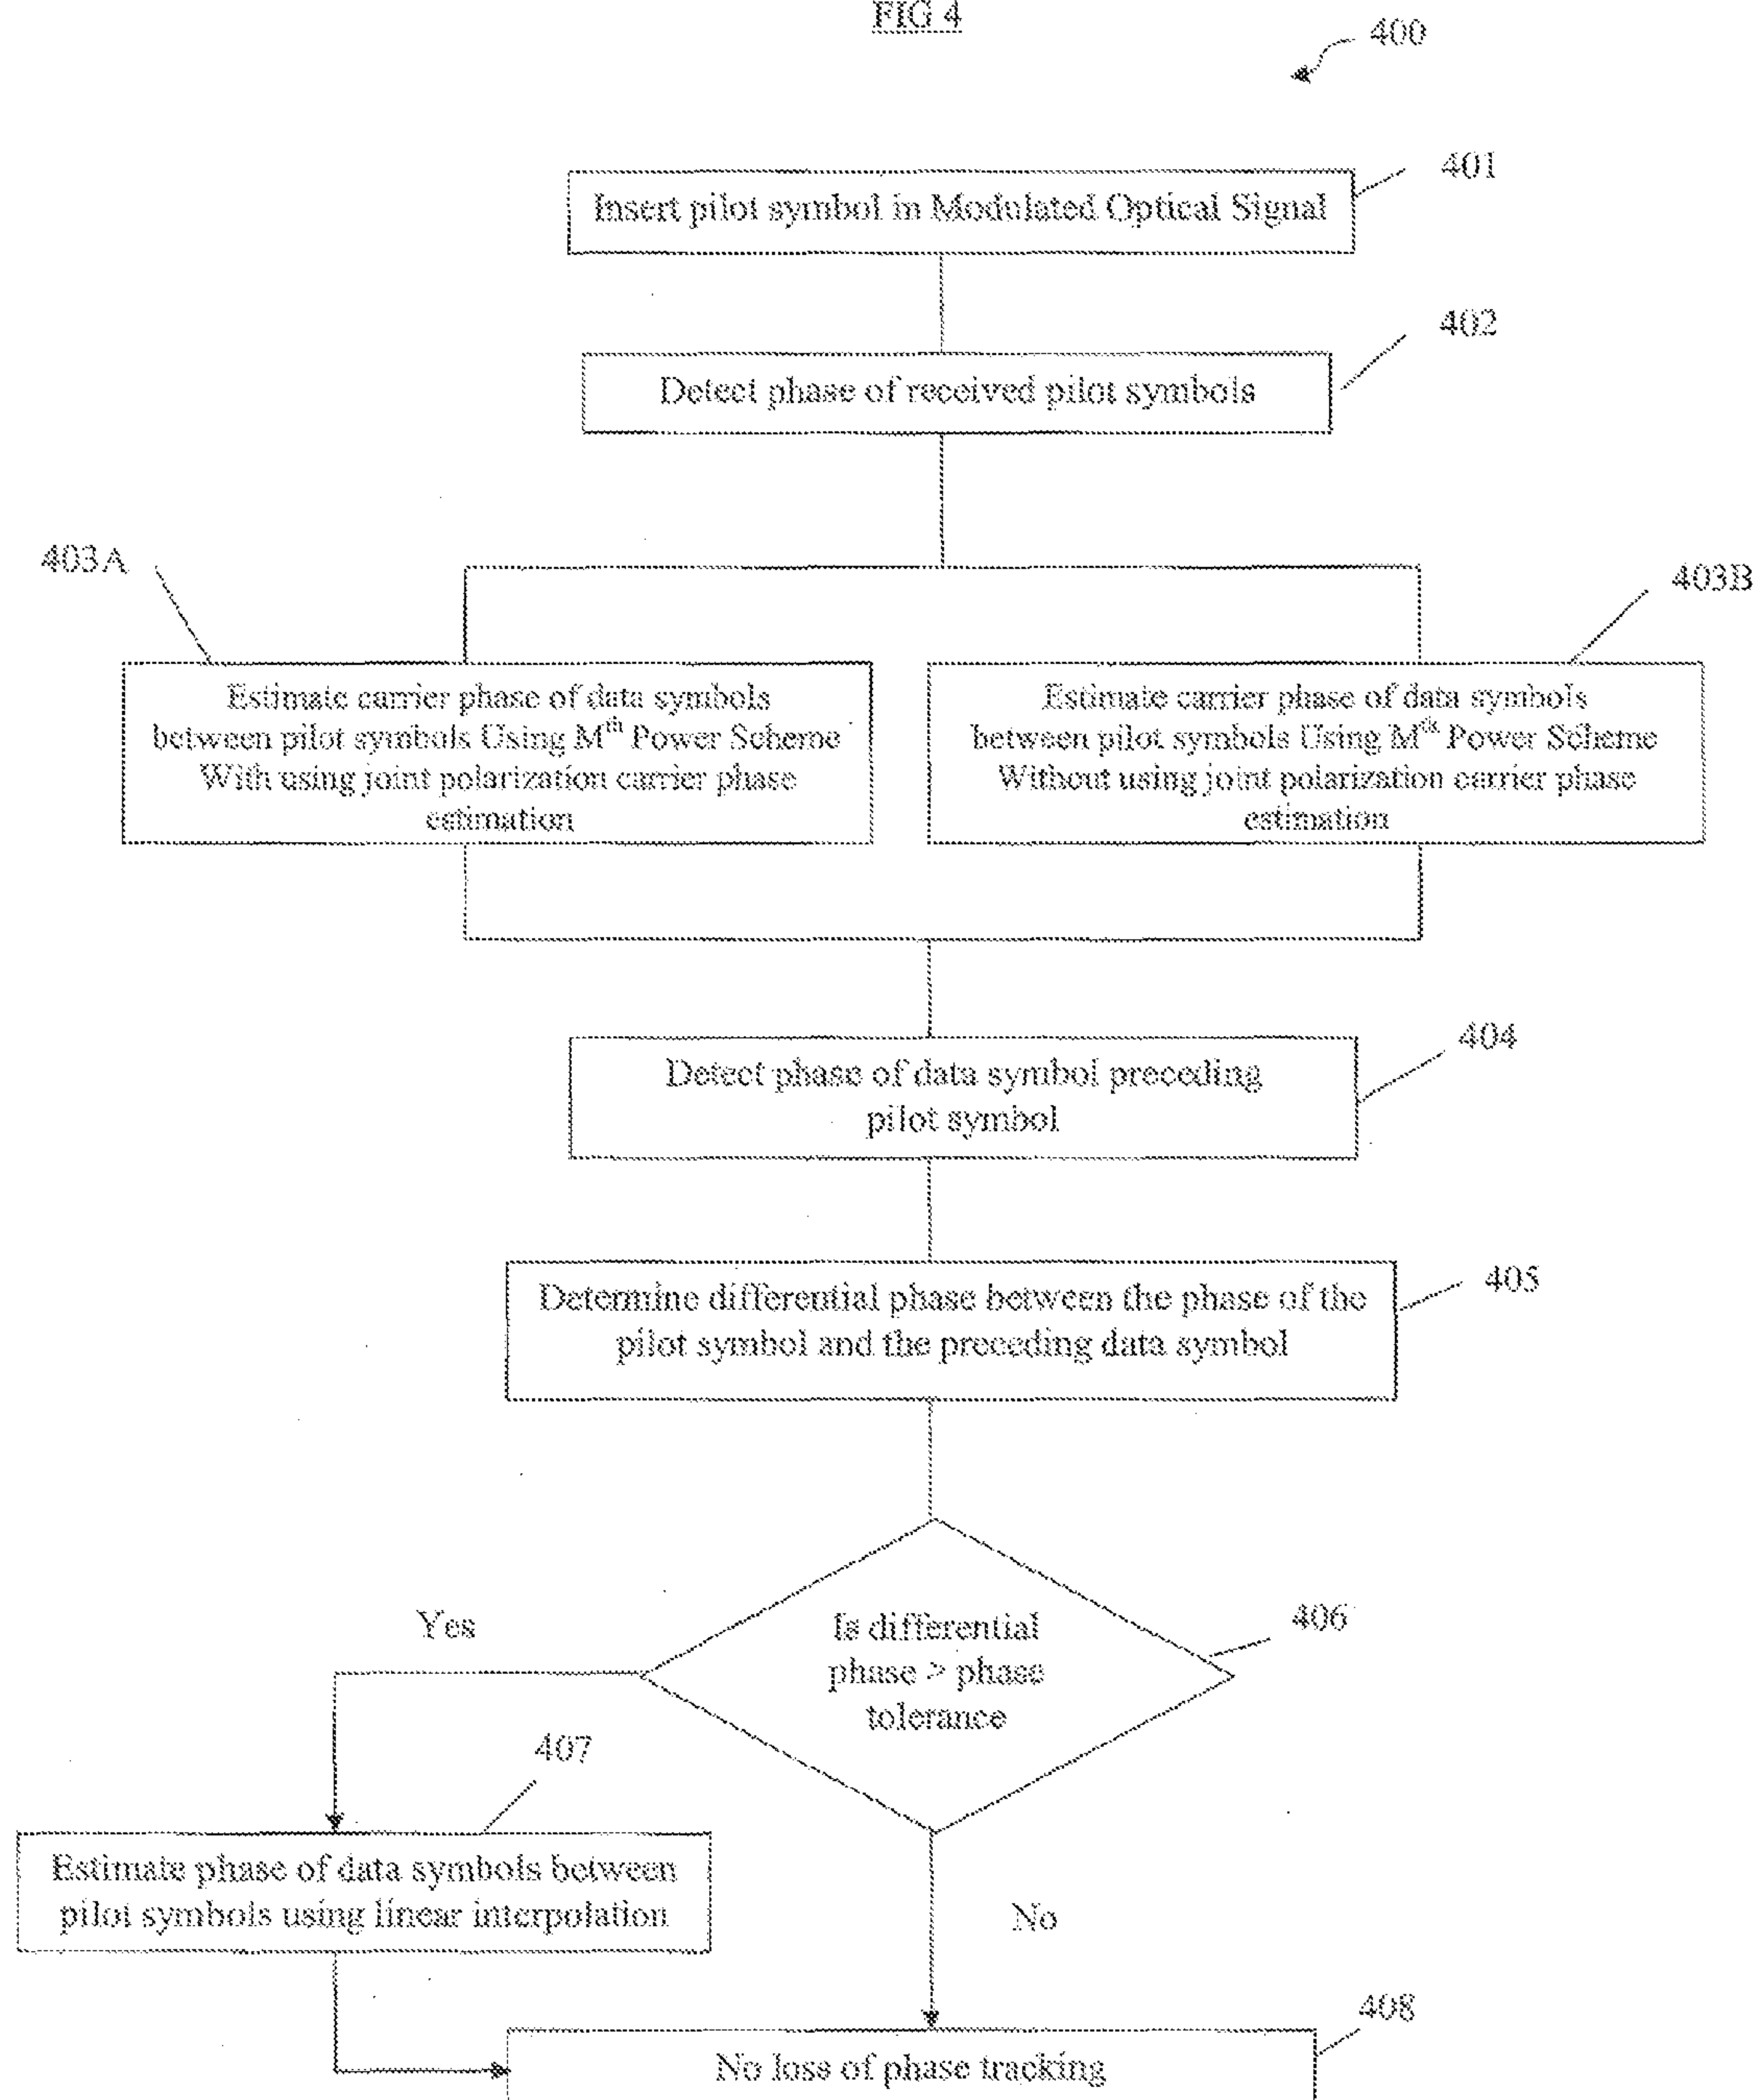 FIG 4
400
401
Insert pilot symbol in Modulated Optical Signal
402
Detect phase of received pilot symbols
403A
403B
Estimate carrier phase of data symbols
between pilot symbols Using Mth Power Scheme
With using joint polarization carrier phase
estimation
Estimate carrier phase of data symbols
between pilot symbols Using Mth Power Scheme
Without using joint polarization carrier phase
estimation
404
Detect phase of data symbol preceding
pilot symbol
405
Determine differential phase between the phase of the
pilot symbol and the preceding data symbol
Yes
Is differential
phase > phase
tolerance
406
407
Estimate phase of data symbols between
pilot symbols using linear interpolation
No
408
No loss of phase tracking